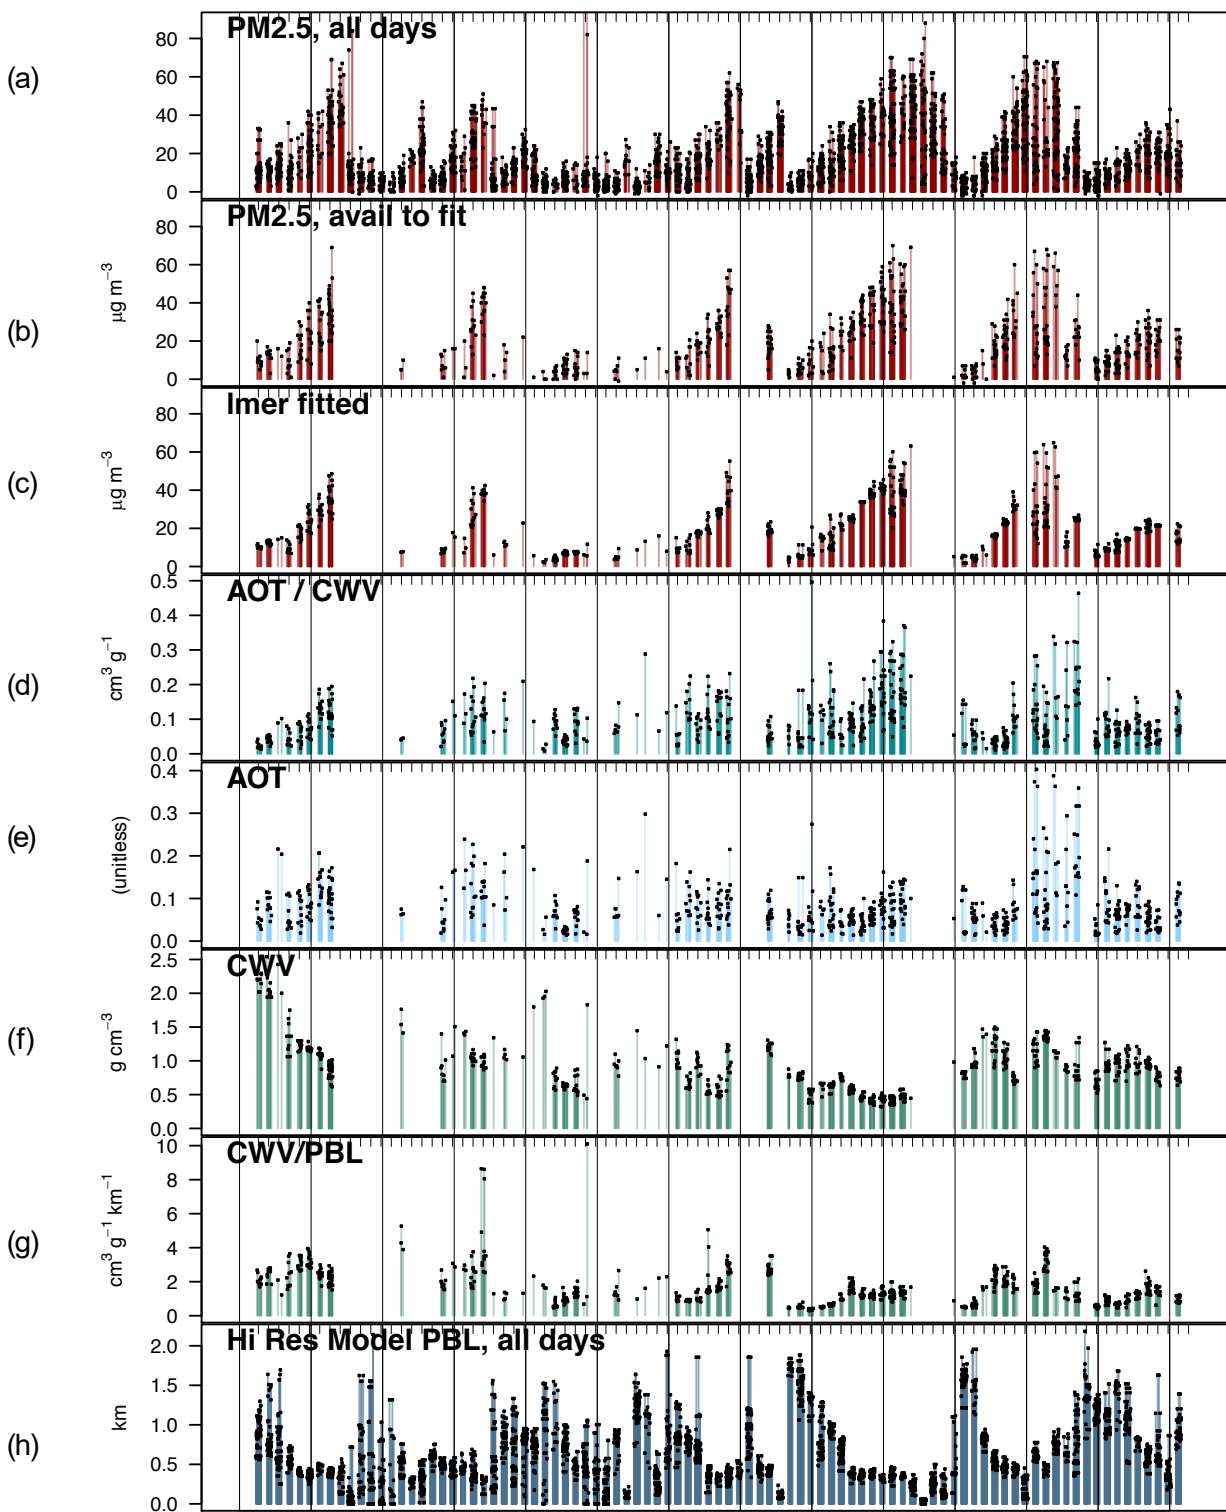 (a)
PM2.5, all days
80
60
40
20
0
(b)
PM2.5, avail to fit
µg m−3
80
60
40
20
0
(c)
lmer fitted
µg m−3
80
60
40
20
0
(d)
AOT / CWV
cm3 g−1
0.5
0.4
0.3
0.2
0.1
0.0
(e)
AOT
(unitless)
0.4
0.3
0.2
0.1
0.0
(f)
CWV
g cm−3
2.5
2.0
1.5
1.0
0.5
0.0
(g)
CWV/PBL
cm3 g−1 km−1
10
8
6
4
2
0
(h)
Hi Res Model PBL, all days
km
2.0
1.5
1.0
0.5
0.0